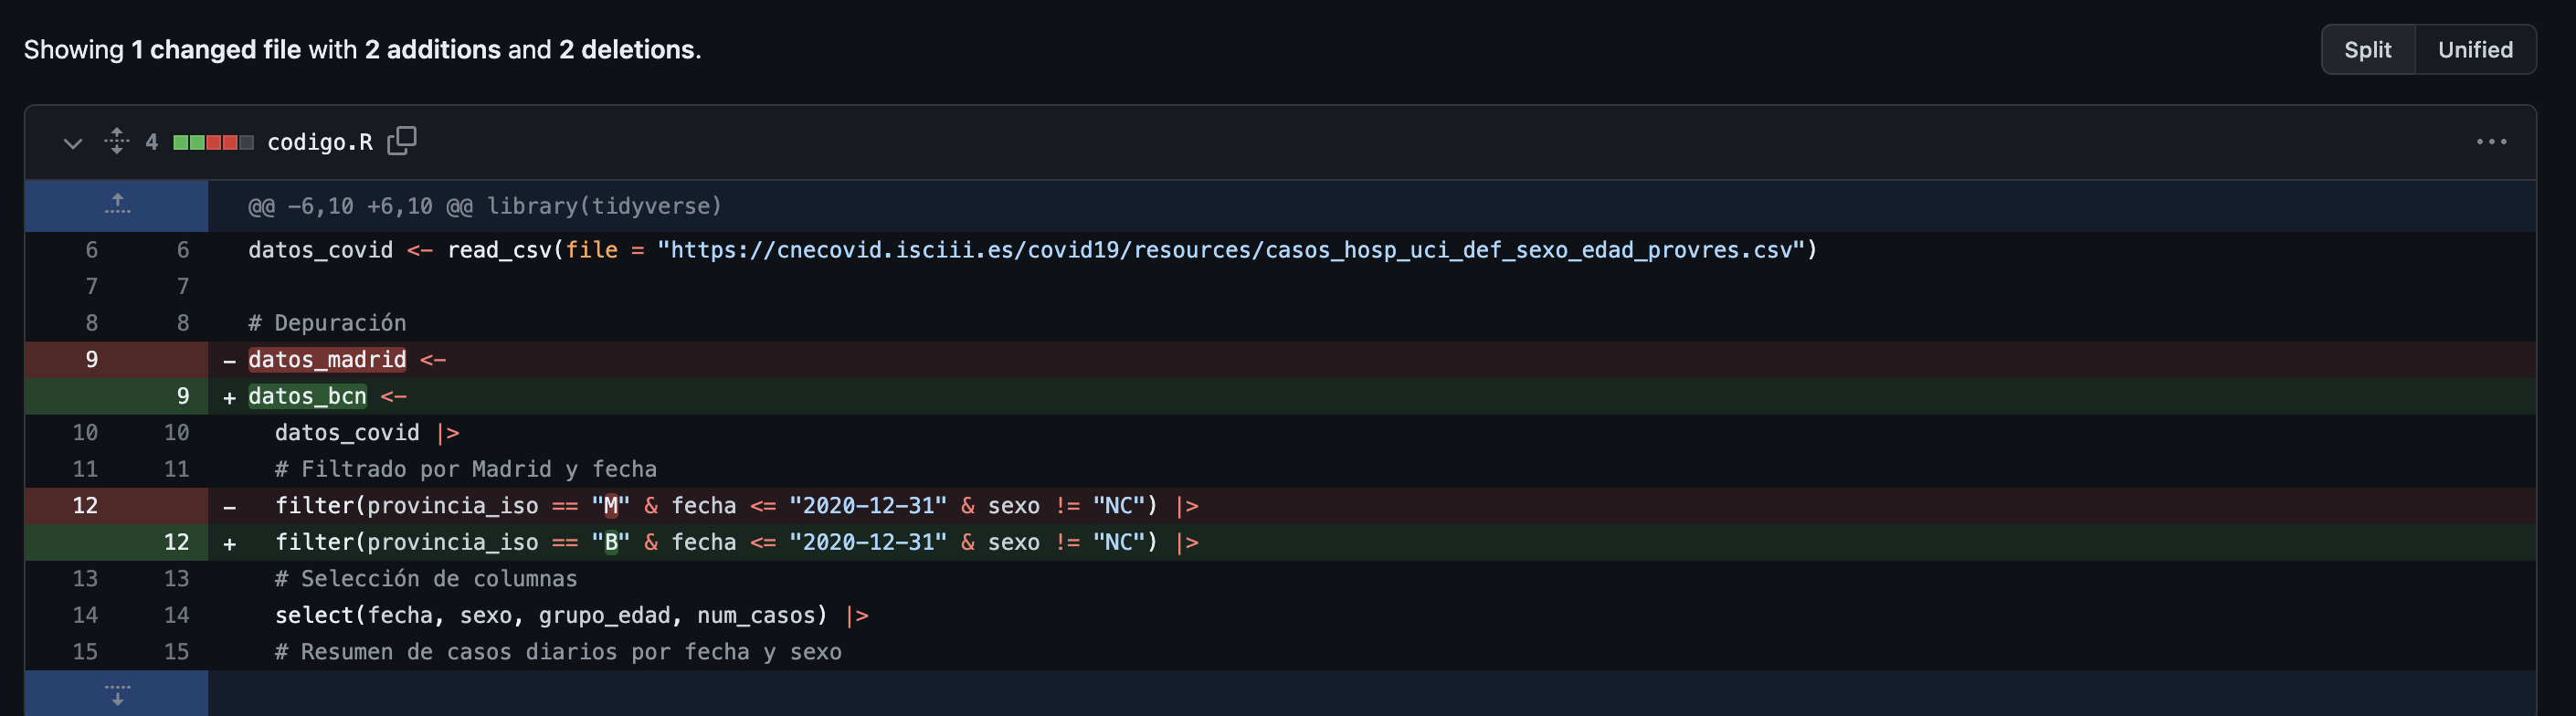 Showing 1 changed file with 2 additions and 2 deletions.
Split Unified
4 codigo.R
@@ -6,10 +6,10 @@ library(tidyverse)
6 6 datos_covid <- read_csv(file = "https://cnecovid.isciii.es/covid19/resources/casos_hosp_uci_def_sexo_edad_provres.csv")
7 7
8 8 # Depuración
9 - datos_madrid <-
9 + datos_bcn <-
10 10 datos_covid |>
11 11 # Filtrado por Madrid y fecha
12 - filter(provincia_iso == "M" & fecha <= "2020-12-31" & sexo != "NC") |>
12 + filter(provincia_iso == "B" & fecha <= "2020-12-31" & sexo != "NC") |>
13 13 # Selección de columnas
14 14 select(fecha, sexo, grupo_edad, num_casos) |>
15 15 # Resumen de casos diarios por fecha y sexo